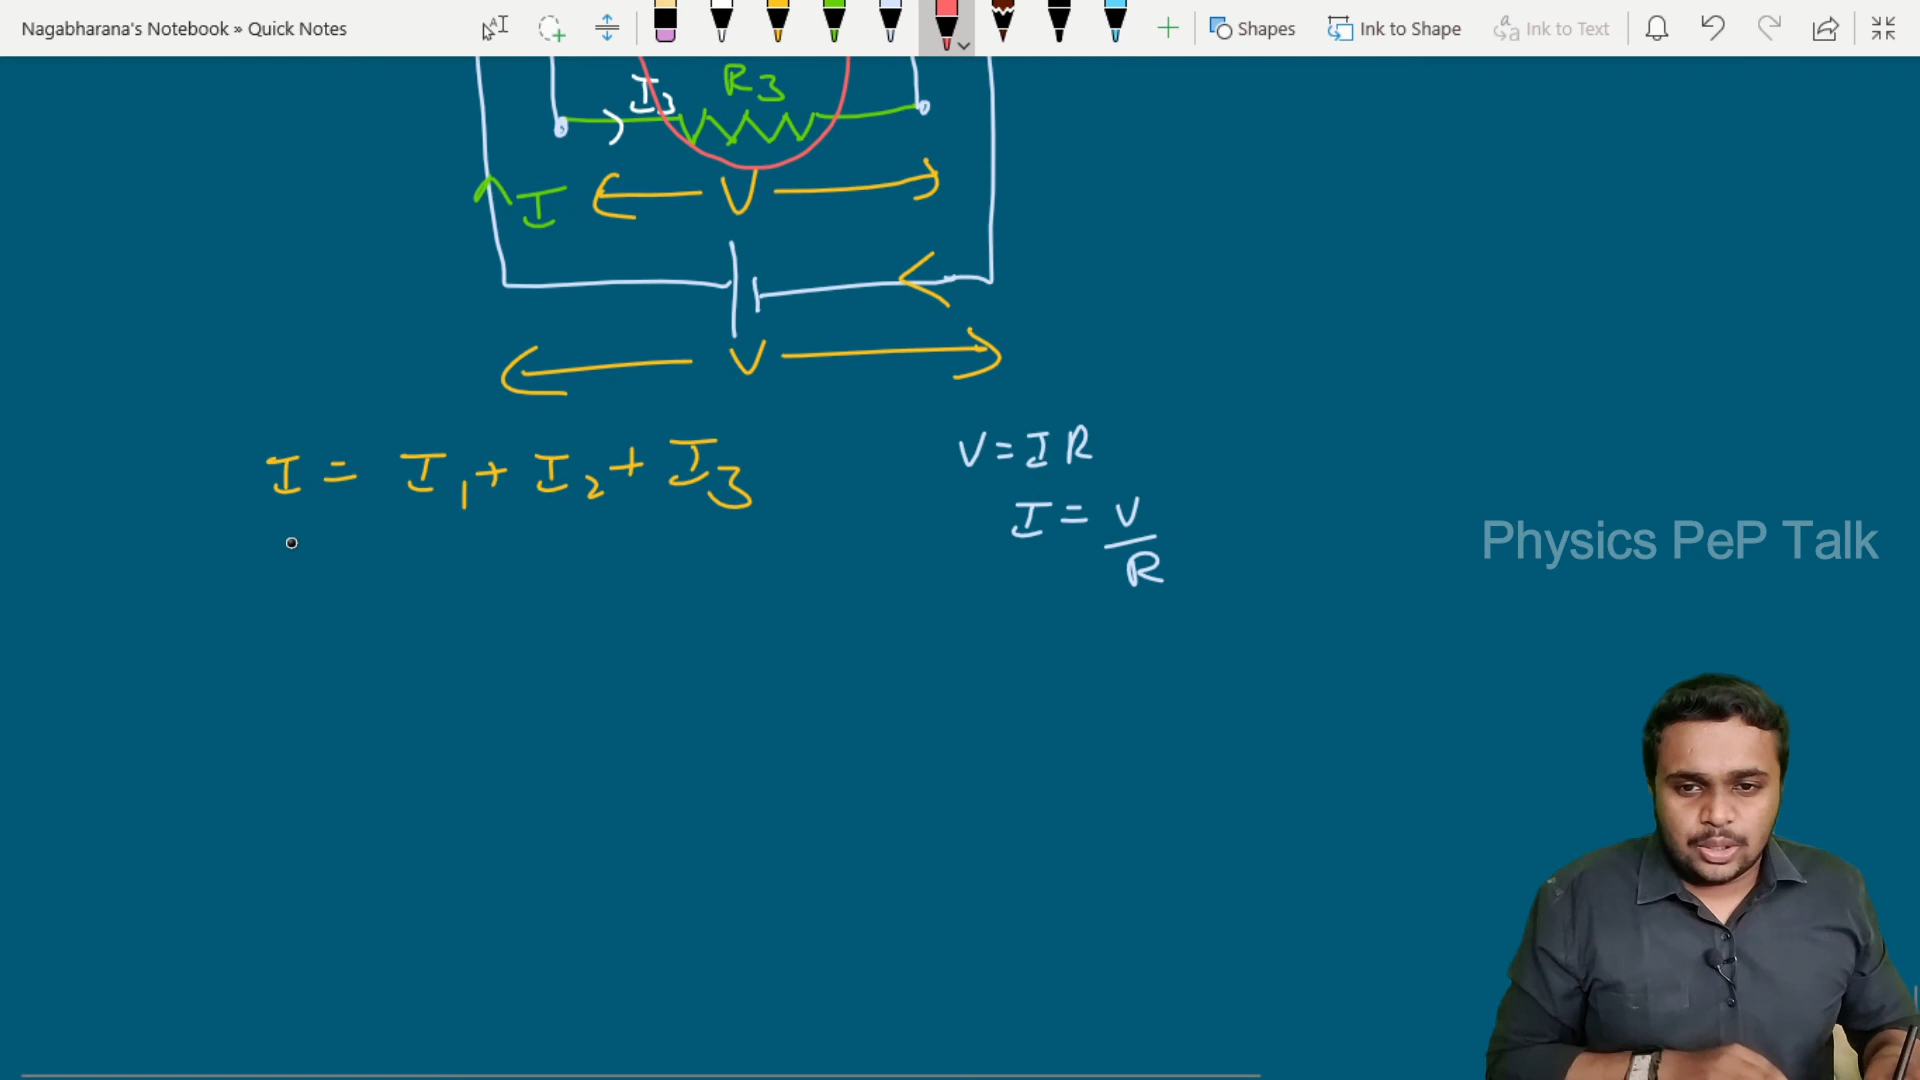 Nagabharana's Notebook » Quick Notes
Shapes
Ink to Shape
Ink to Text
I3
R3
V
I
V
I = I1 + I2 + I3
V = IR
I = V/R
Physics PeP Talk